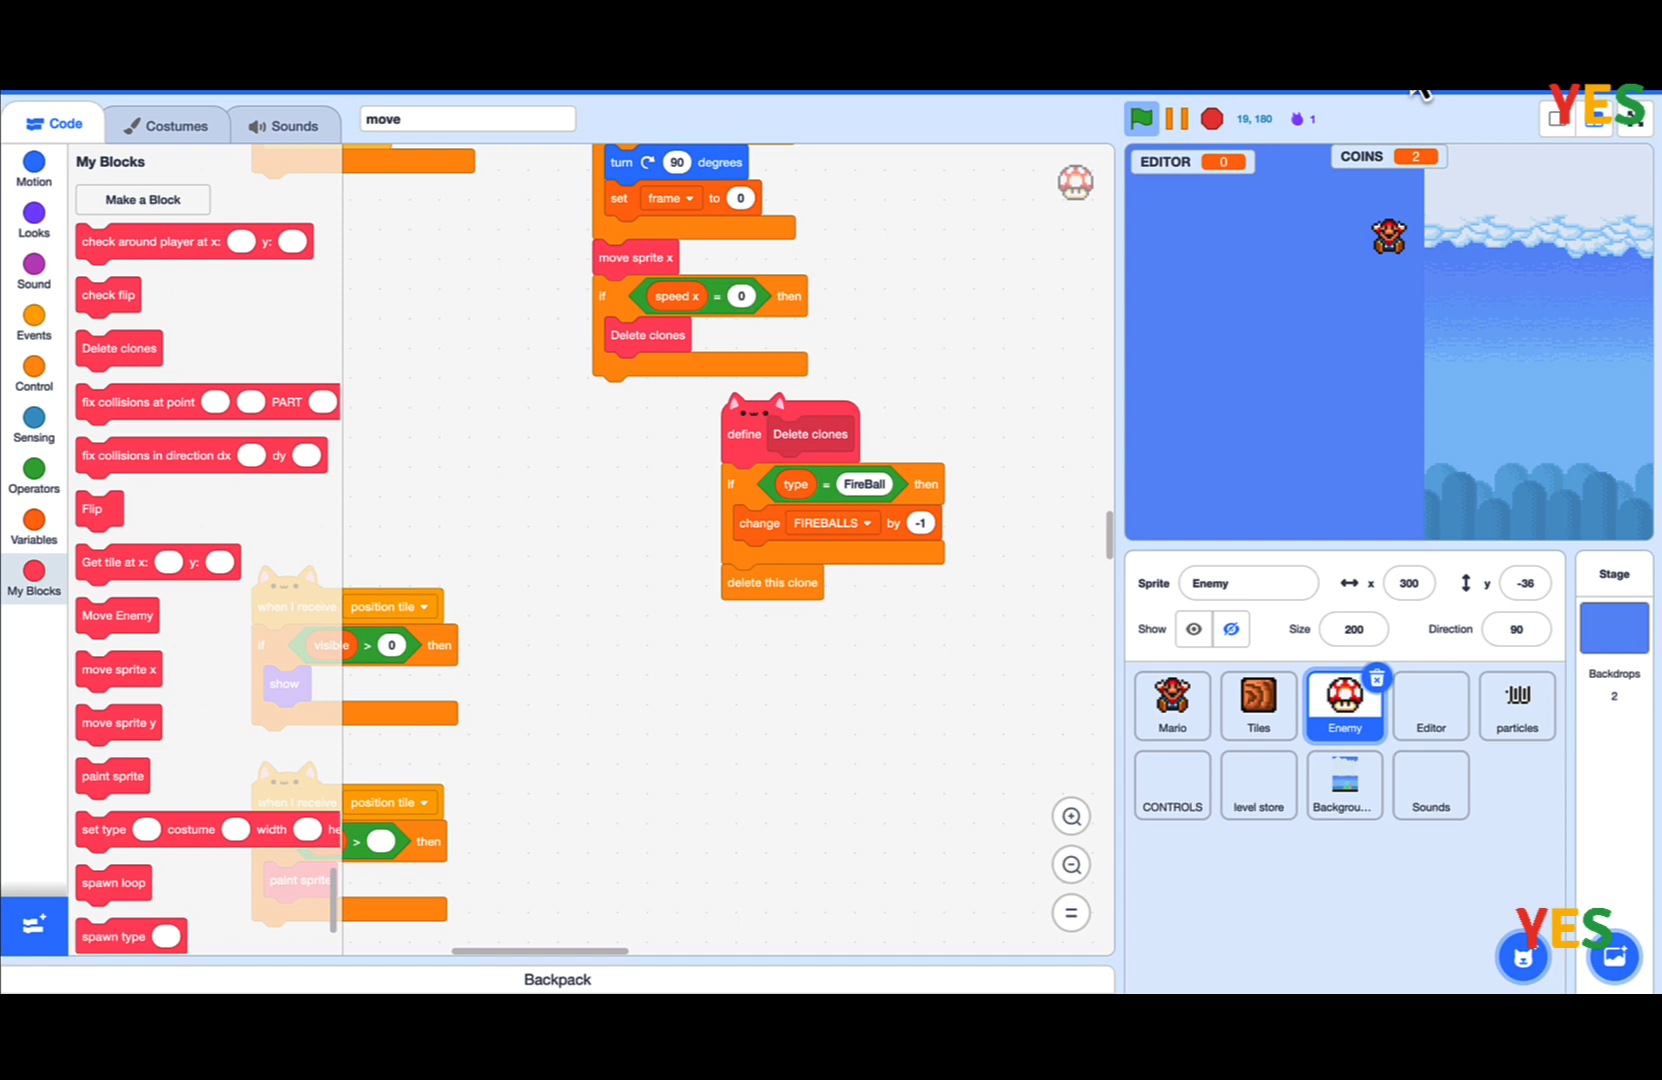 YES
Code
Costumes
Sounds
move
19, 180
1
My Blocks
Make a Block
check around player at x: y:
check flip
Delete clones
fix collisions at point PART
fix collisions in direction dx dy
Flip
Get tile at x: y:
Move Enemy
move sprite x
move sprite y
paint sprite
set type costume width he
spawn loop
spawn type
Motion
Looks
Sound
Events
Control
Sensing
Operators
Variables
My Blocks
turn 90 degrees
set frame to 0
move sprite x
if speed x = 0 then
Delete clones
define Delete clones
if type = FireBall then
change FIREBALLS by -1
delete this clone
when I receive position tile
if visible > 0 then
show
when I receive position tile
> then
paint sprite
Backpack
EDITOR 0
COINS 2
Sprite Enemy x 300 y -36
Show Size 200 Direction 90
Mario
Tiles
Enemy
Editor
particles
CONTROLS
level store
Backgrou...
Sounds
Stage
Backdrops
2
YES